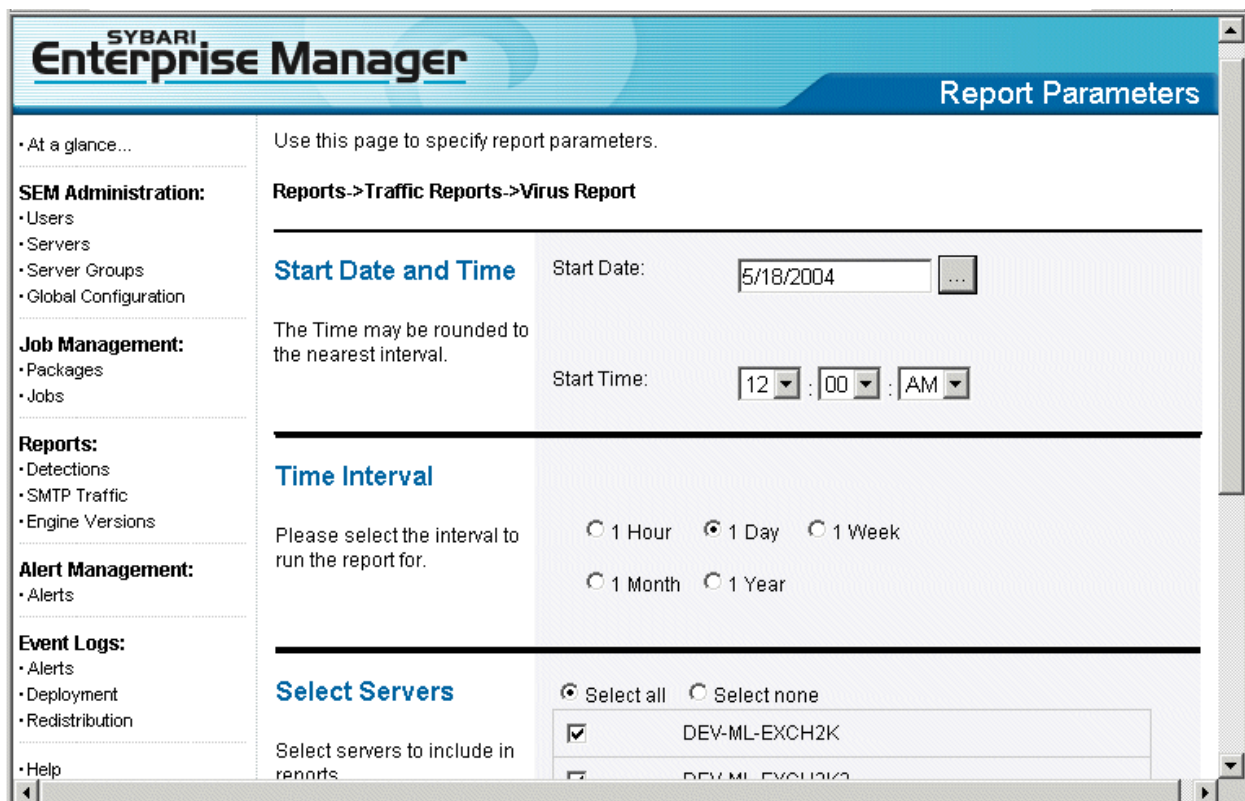 SYBARI
Enterprise Manager
Report Parameters
• At a glance...
SEM Administration:
• Users
• Servers
• Server Groups
• Global Configuration
Job Management:
• Packages
• Jobs
Reports:
• Detections
• SMTP Traffic
• Engine Versions
Alert Management:
• Alerts
Event Logs:
• Alerts
• Deployment
• Redistribution
• Help
Use this page to specify report parameters.
Reports->Traffic Reports->Virus Report
Start Date and Time
The Time may be rounded to
the nearest interval.
Start Date:
5/18/2004
...
Start Time:
12 : 00 : AM
Time Interval
Please select the interval to
run the report for.
1 Hour 1 Day 1 Week
1 Month 1 Year
Select Servers
Select servers to include in
reports
Select all Select none
DEV-ML-EXCH2K
DEV-ML-EXCH2K2